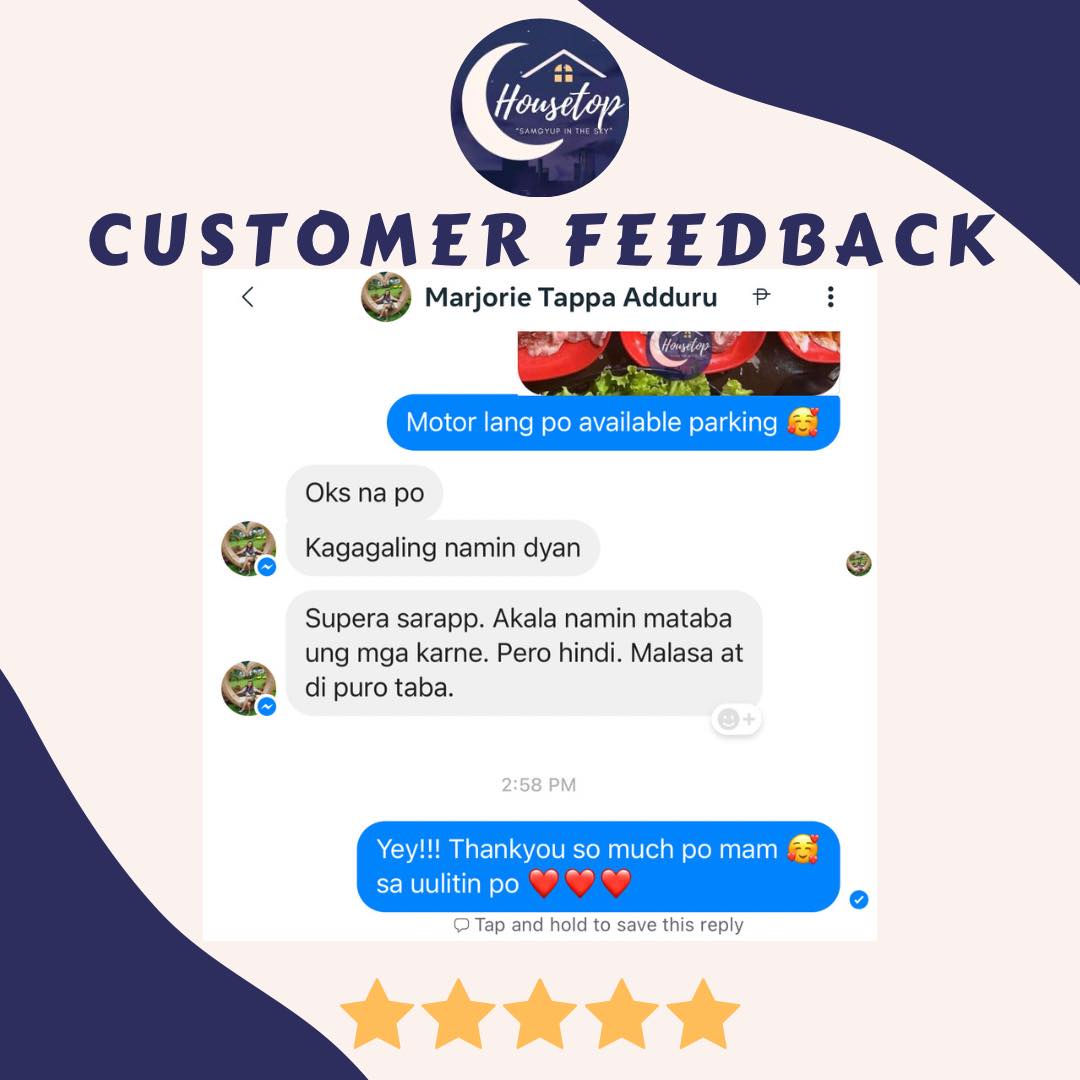 Housetop
"SAMGYUP IN THE SKY"
CUSTOMER FEEDBACK
Marjorie Tappa Adduru
Housetop
Motor lang po available parking 🥰
Oks na po
Kagagaling namin dyan
Supera sarapp. Akala namin mataba
ung mga karne. Pero hindi. Malasa at
di puro taba.
2:58 PM
Yey!!! Thankyou so much po mam 🥰
sa uulitin po ❤️❤️❤️
Tap and hold to save this reply